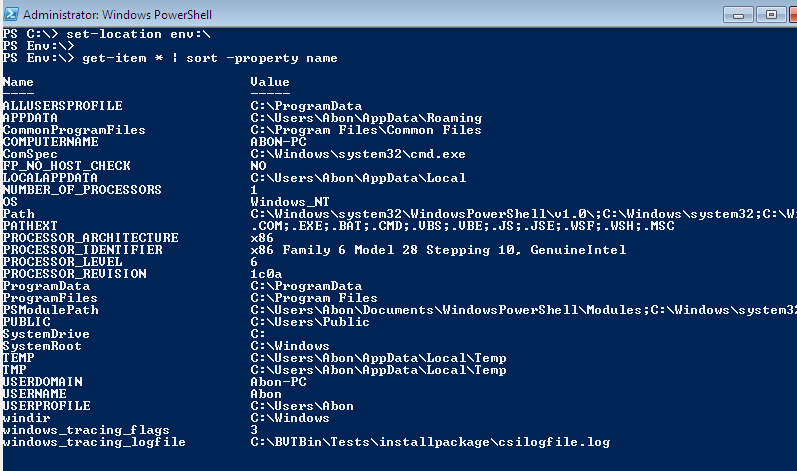 Administrator: Windows PowerShell
PS C:\> set-location env:\
PS Env:\>
PS Env:\> get-item * | sort -property name
Name Value
---- -----
ALLUSERSPROFILE C:\ProgramData
APPDATA C:\Users\Abon\AppData\Roaming
CommonProgramFiles C:\Program Files\Common Files
COMPUTERNAME ABON-PC
ComSpec C:\Windows\system32\cmd.exe
FP_NO_HOST_CHECK NO
LOCALAPPDATA C:\Users\Abon\AppData\Local
NUMBER_OF_PROCESSORS 1
OS Windows_NT
Path C:\Windows\system32\WindowsPowerShell\v1.0\;C:\Windows\system32;C:\Wi
PATHEXT .COM;.EXE;.BAT;.CMD;.VBS;.VBE;.JS;.JSE;.WSF;.WSH;.MSC
PROCESSOR_ARCHITECTURE x86
PROCESSOR_IDENTIFIER x86 Family 6 Model 28 Stepping 10, GenuineIntel
PROCESSOR_LEVEL 6
PROCESSOR_REVISION 1c0a
ProgramData C:\ProgramData
ProgramFiles C:\Program Files
PSModulePath C:\Users\Abon\Documents\WindowsPowerShell\Modules;C:\Windows\system32
PUBLIC C:\Users\Public
SystemDrive C:
SystemRoot C:\Windows
TEMP C:\Users\Abon\AppData\Local\Temp
TMP C:\Users\Abon\AppData\Local\Temp
USERDOMAIN Abon-PC
USERNAME Abon
USERPROFILE C:\Users\Abon
windir C:\Windows
windows_tracing_flags 3
windows_tracing_logfile C:\BVTBin\Tests\installpackage\csilogfile.log